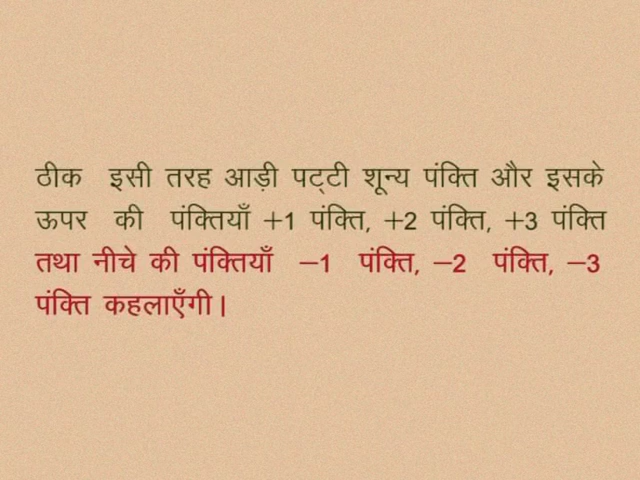 ठीक इसी तरह आड़ी पट्टी शून्य पंक्ति और इसके
ऊपर की पंक्तियाँ +1 पंक्ति, +2 पंक्ति, +3 पंक्ति
तथा नीचे की पंक्तियाँ –1 पंक्ति, –2 पंक्ति, –3
पंक्ति कहलाएँगी।